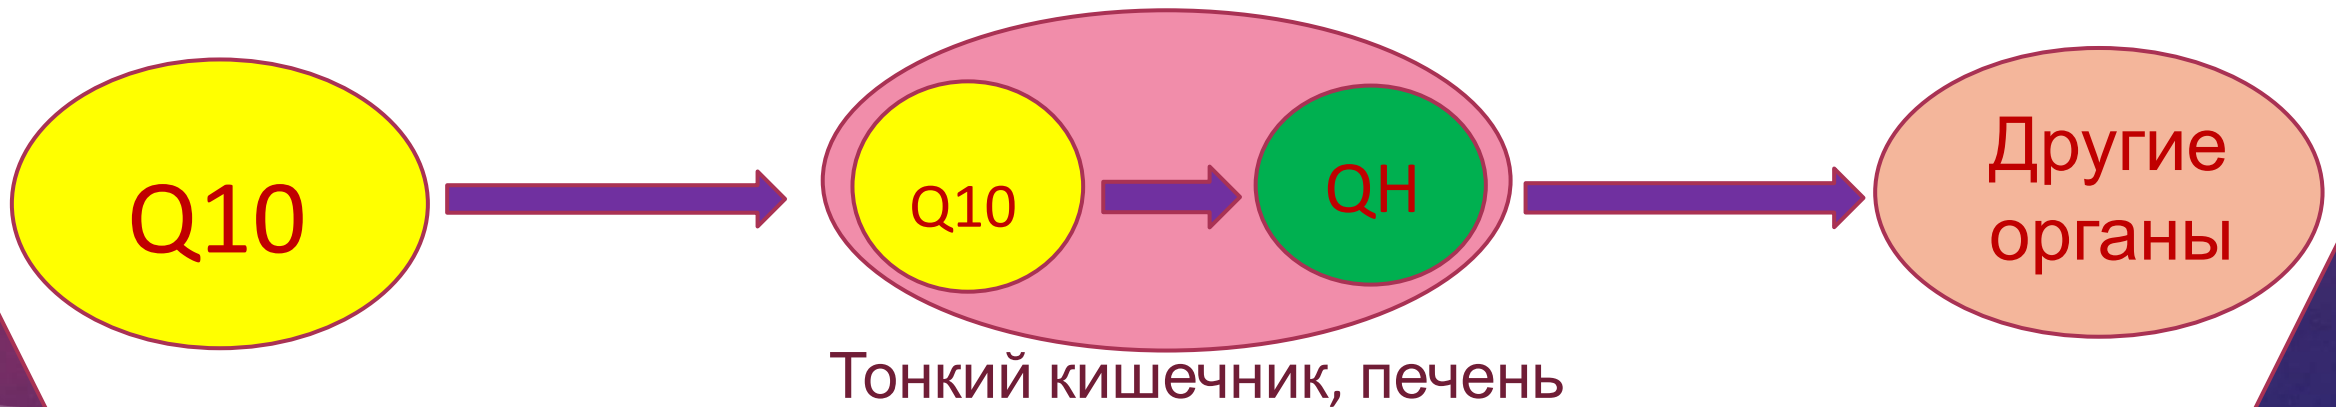 Q10
Q10
QH
Другие
органы
Тонкий кишечник, печень